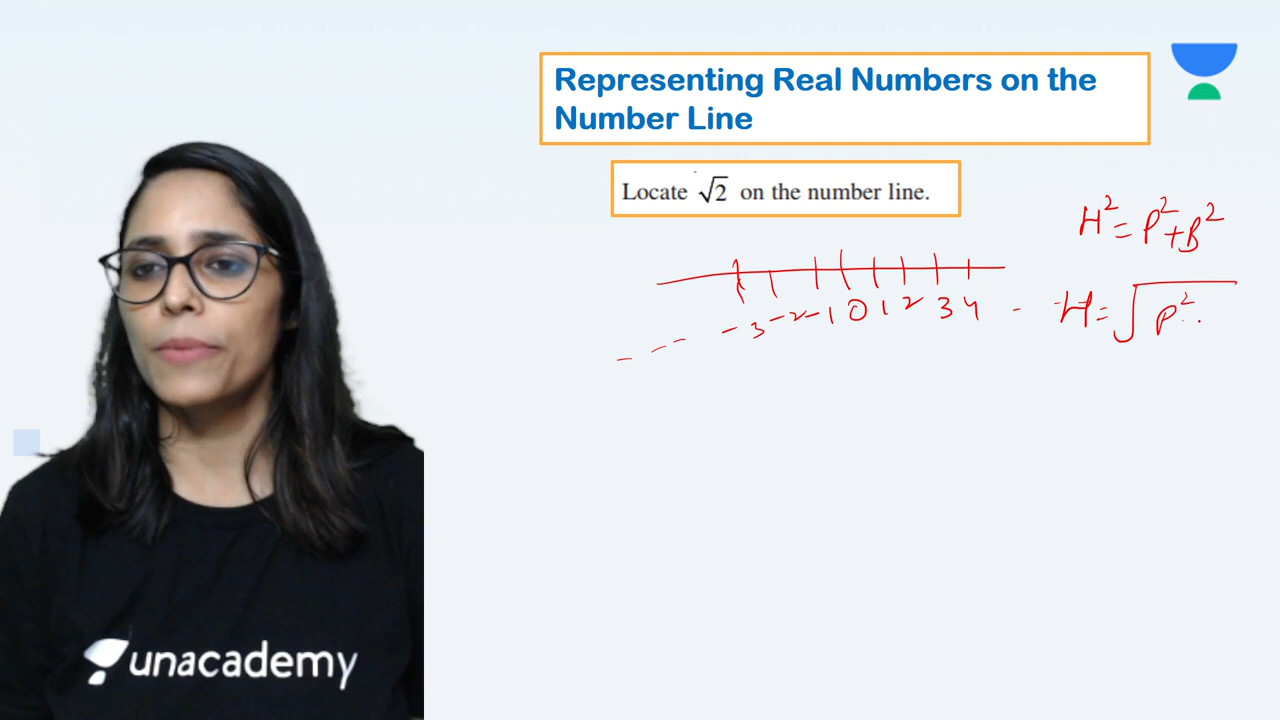 Representing Real Numbers on the
Number Line
Locate √2 on the number line.
H² = P² + B²
-3 -2 -1 0 1 2 3 4
H = √P²
unacademy